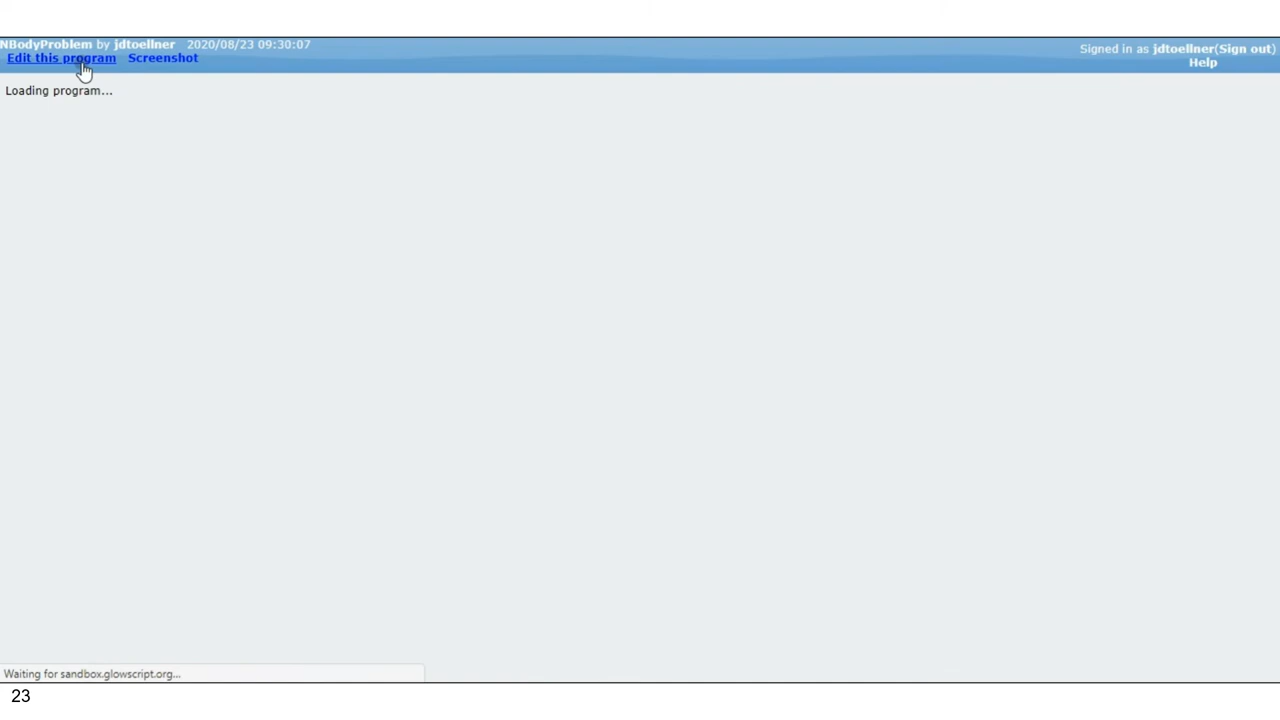 NBodyProblem by jdtoellner 2020/08/23 09:30:07
Signed in as jdtoellner(Sign out)
Edit this program Screenshot
Help
Loading program...
Waiting for sandbox.glowscript.org...
23